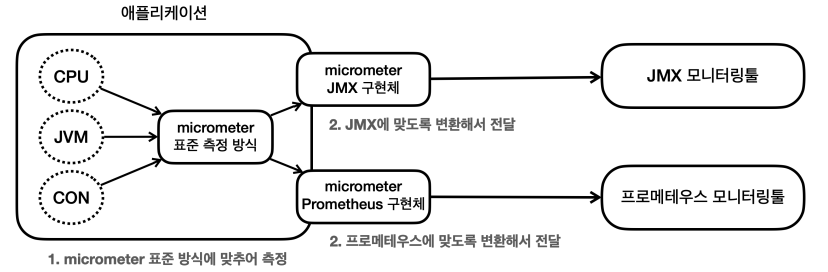 애플리케이션
CPU
JVM
CON
micrometer
표준 측정 방식
micrometer
JMX 구현체
2. JMX에 맞도록 변환해서 전달
JMX 모니터링툴
micrometer
Prometheus 구현체
2. 프로메테우스에 맞도록 변환해서 전달
프로메테우스 모니터링툴
1. micrometer 표준 방식에 맞추어 측정